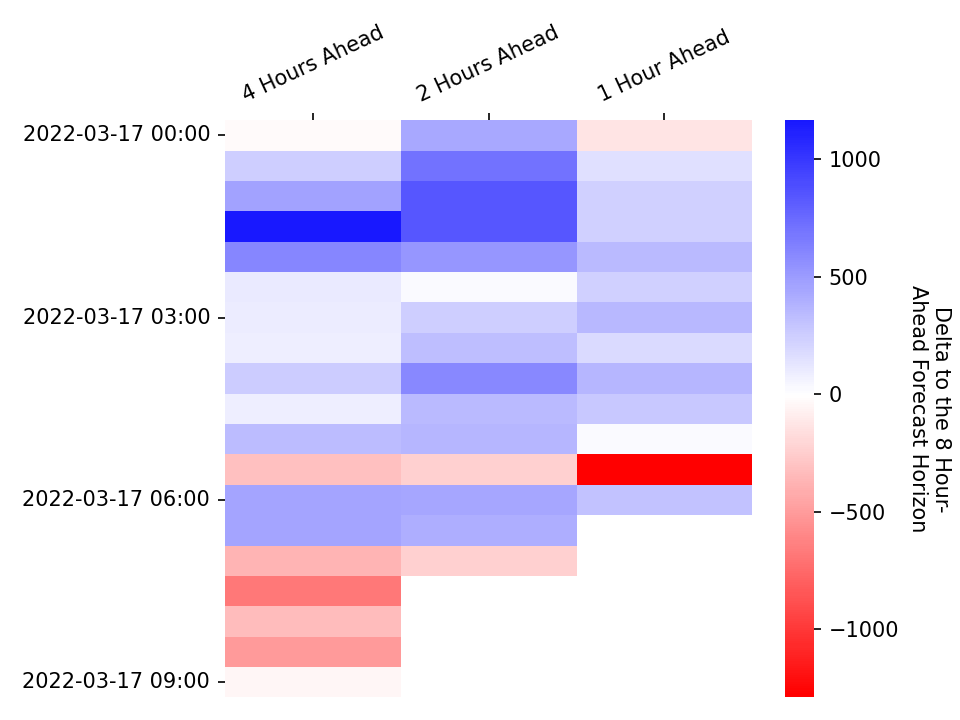 4 Hours Ahead
2 Hours Ahead
1 Hour Ahead
2022-03-17 00:00
2022-03-17 03:00
2022-03-17 06:00
2022-03-17 09:00
1000
500
0
−500
−1000
Delta to the 8 Hour-
Ahead Forecast Horizon